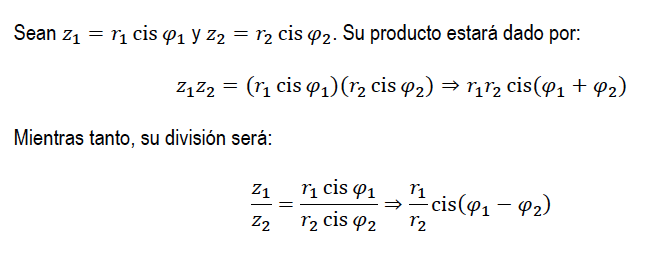 Sean z₁ = r₁ cis φ₁ y z₂ = r₂ cis φ₂. Su producto estará dado por:
z₁z₂ = (r₁ cis φ₁)(r₂ cis φ₂) ⇒ r₁r₂ cis(φ₁ + φ₂)
Mientras tanto, su división será:
z₁/z₂ = r₁ cis φ₁/r₂ cis φ₂ ⇒ r₁/r₂ cis(φ₁ − φ₂)